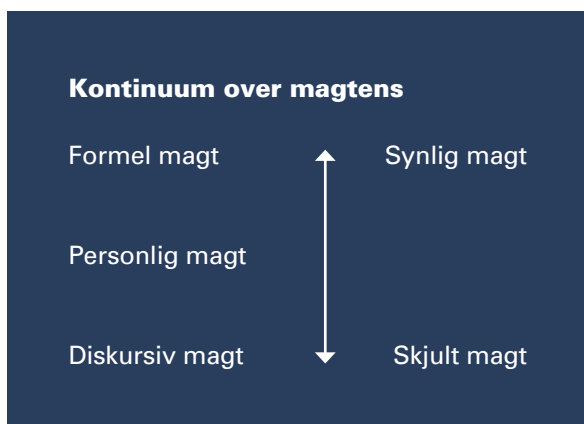 Kontinuum over magtens
Formel magt Synlig magt
Personlig magt
Diskursiv magt Skjult magt